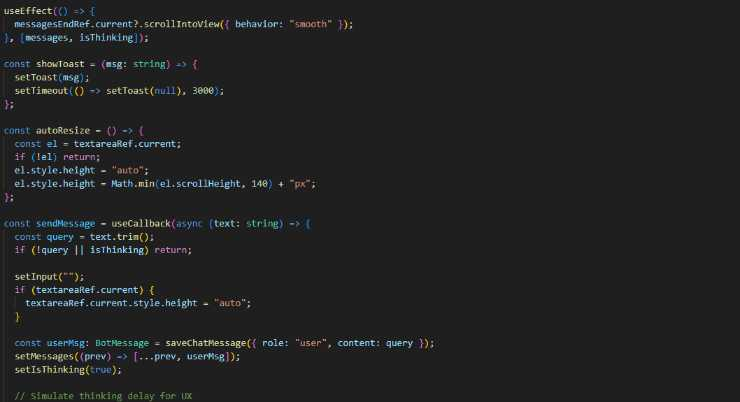 useEffect(() => {
  messagesEndRef.current?.scrollIntoView({ behavior: "smooth" });
}, [messages, isThinking]);

const showToast = (msg: string) => {
  setToast(msg);
  setTimeout(() => setToast(null), 3000);
};

const autoResize = () => {
  const el = textareaRef.current;
  if (!el) return;
  el.style.height = "auto";
  el.style.height = Math.min(el.scrollHeight, 140) + "px";
};

const sendMessage = useCallback(async (text: string) => {
  const query = text.trim();
  if (!query || isThinking) return;

  setInput("");
  if (textareaRef.current) {
    textareaRef.current.style.height = "auto";
  }

  const userMsg: BotMessage = saveChatMessage({ role: "user", content: query });
  setMessages((prev) => [...prev, userMsg]);
  setIsThinking(true);

  // Simulate thinking delay for UX